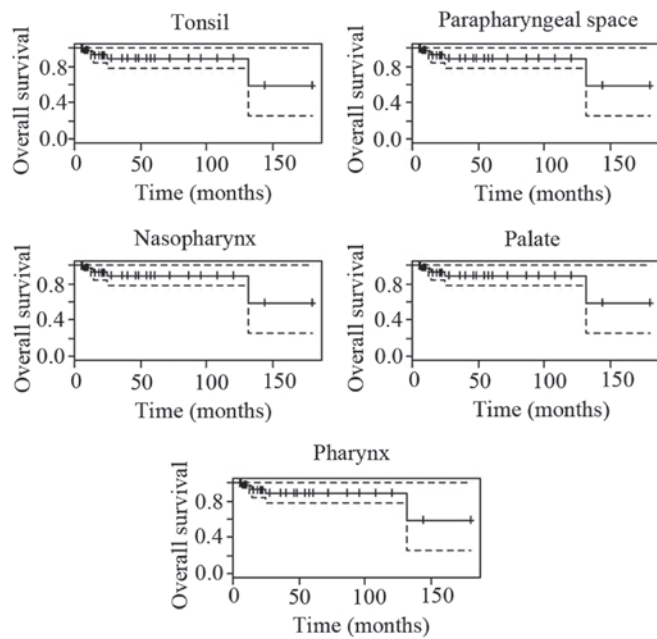 Tonsil
Overall survival
0.8
0.4
0.0
0 50 100 150
Time (months)
Parapharyngeal space
Overall survival
0.8
0.4
0.0
0 50 100 150
Time (months)
Nasopharynx
Overall survival
0.8
0.4
0.0
0 50 100 150
Time (months)
Palate
Overall survival
0.8
0.4
0.0
0 50 100 150
Time (months)
Pharynx
Overall survival
0.8
0.4
0.0
0 50 100 150
Time (months)